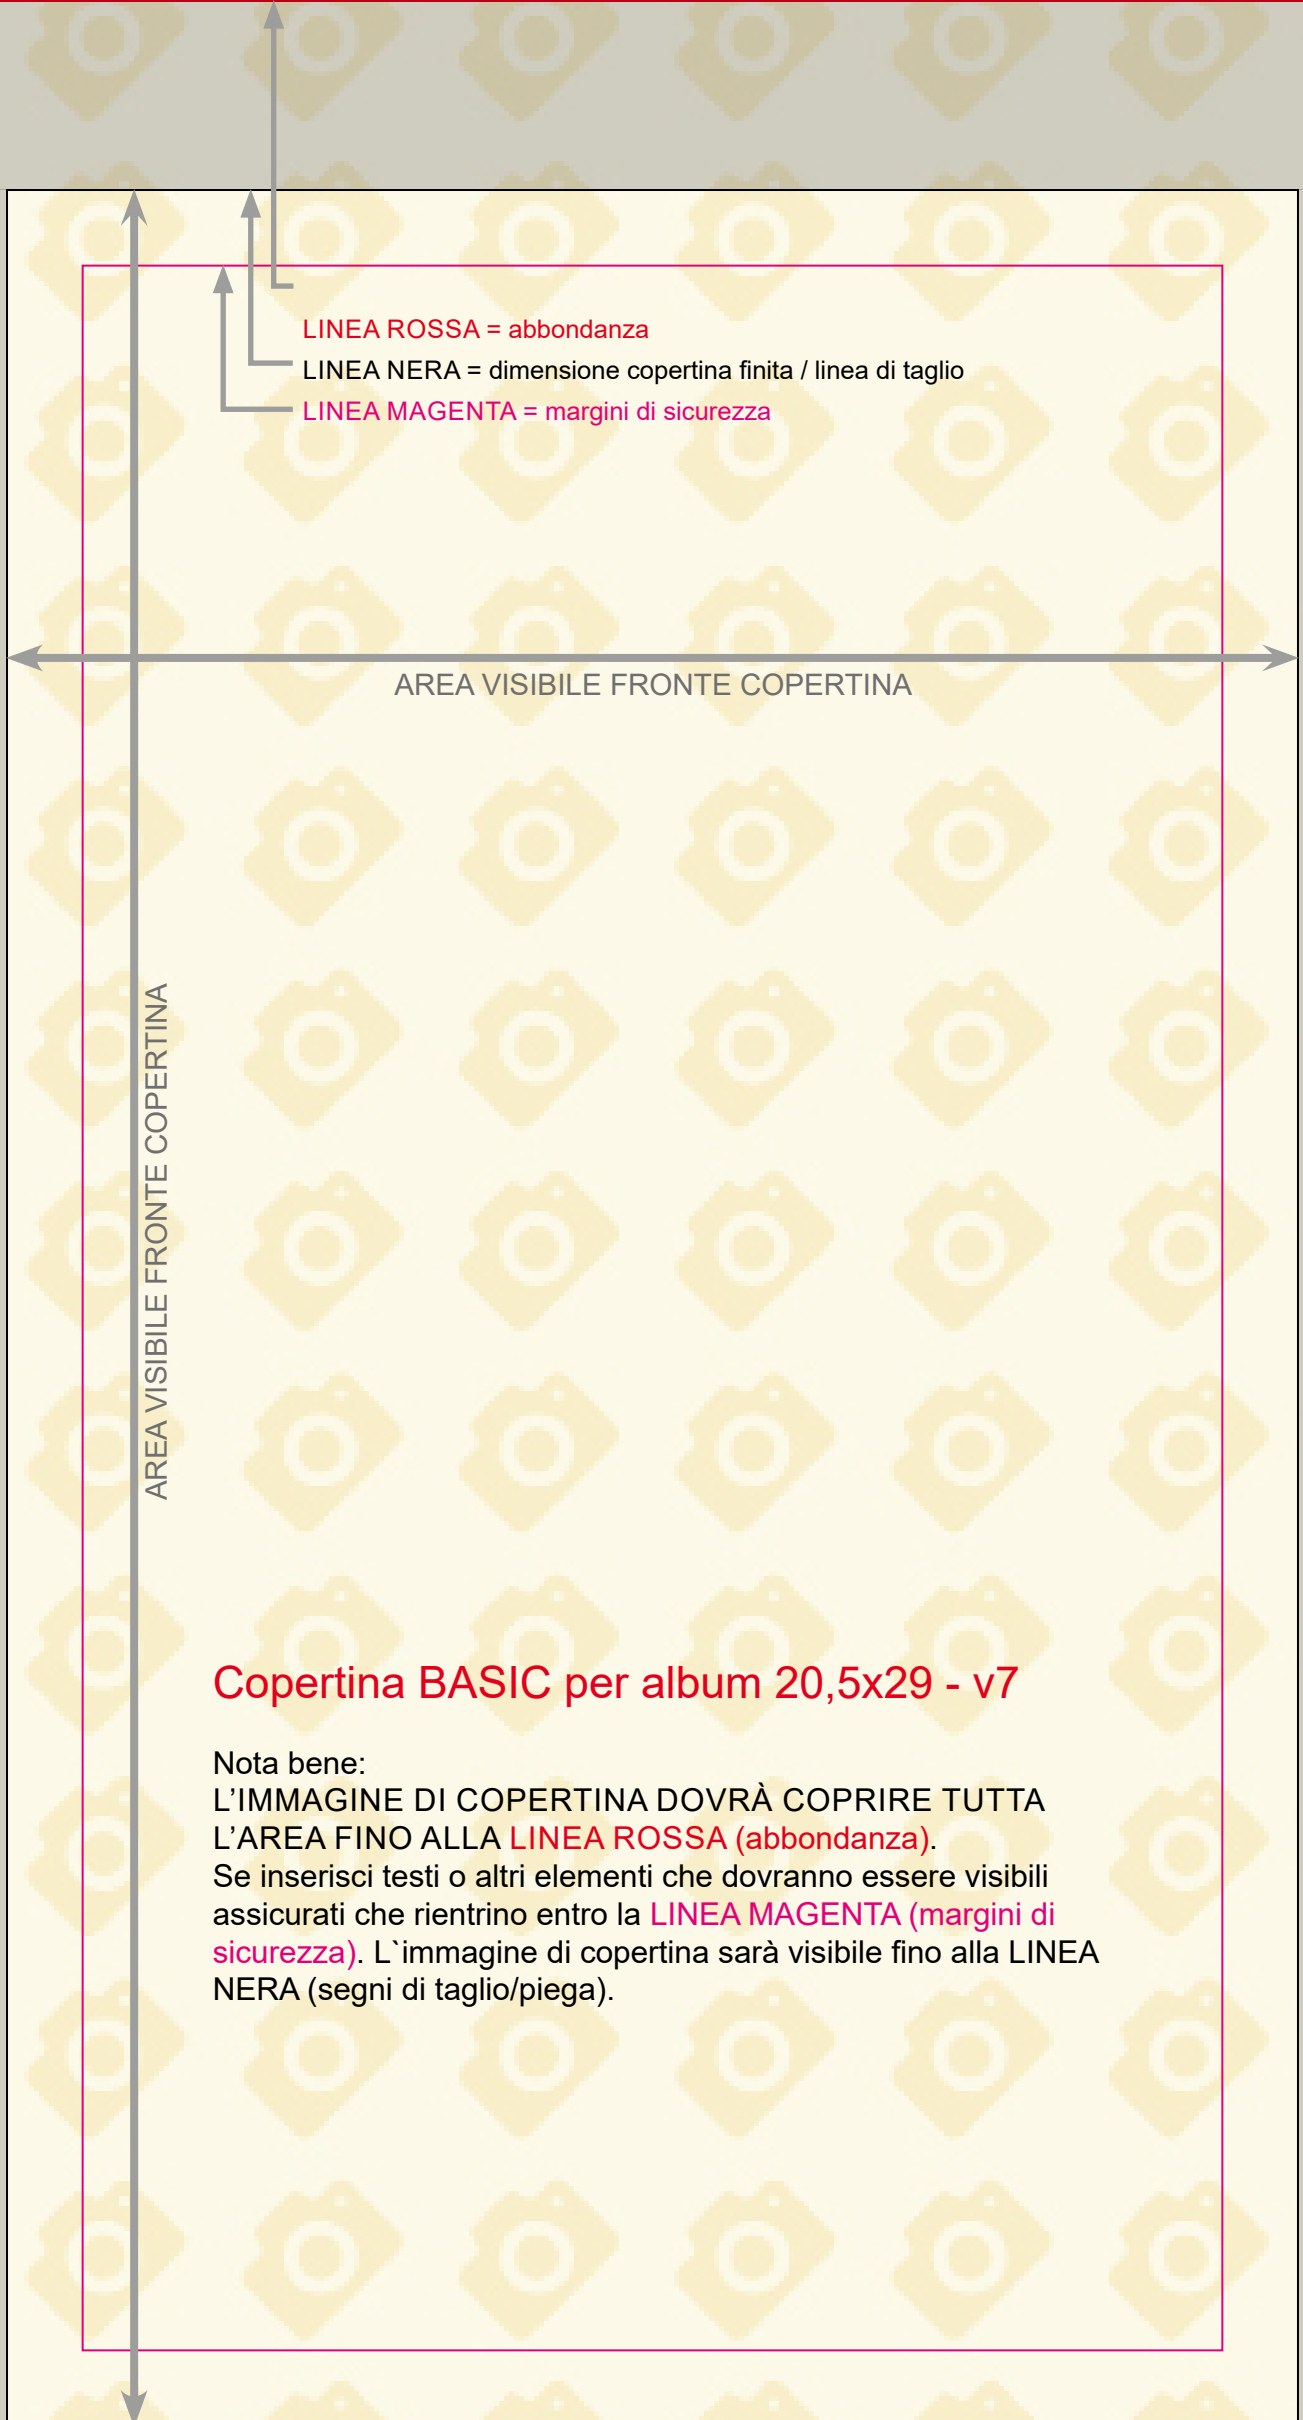 LINEA ROSSA = abbondanza
LINEA NERA = dimensione copertina finita / linea di taglio
LINEA MAGENTA = margini di sicurezza
AREA VISIBILE FRONTE COPERTINA
AREA VISIBILE FRONTE COPERTINA
Copertina BASIC per album 20,5x29 - v7
Nota bene:
L’IMMAGINE DI COPERTINA DOVRÀ COPRIRE TUTTA
L’AREA FINO ALLA LINEA ROSSA (abbondanza).
Se inserisci testi o altri elementi che dovranno essere visibili
assicurati che rientrino entro la LINEA MAGENTA (margini di
sicurezza). L`immagine di copertina sarà visibile fino alla LINEA
NERA (segni di taglio/piega).